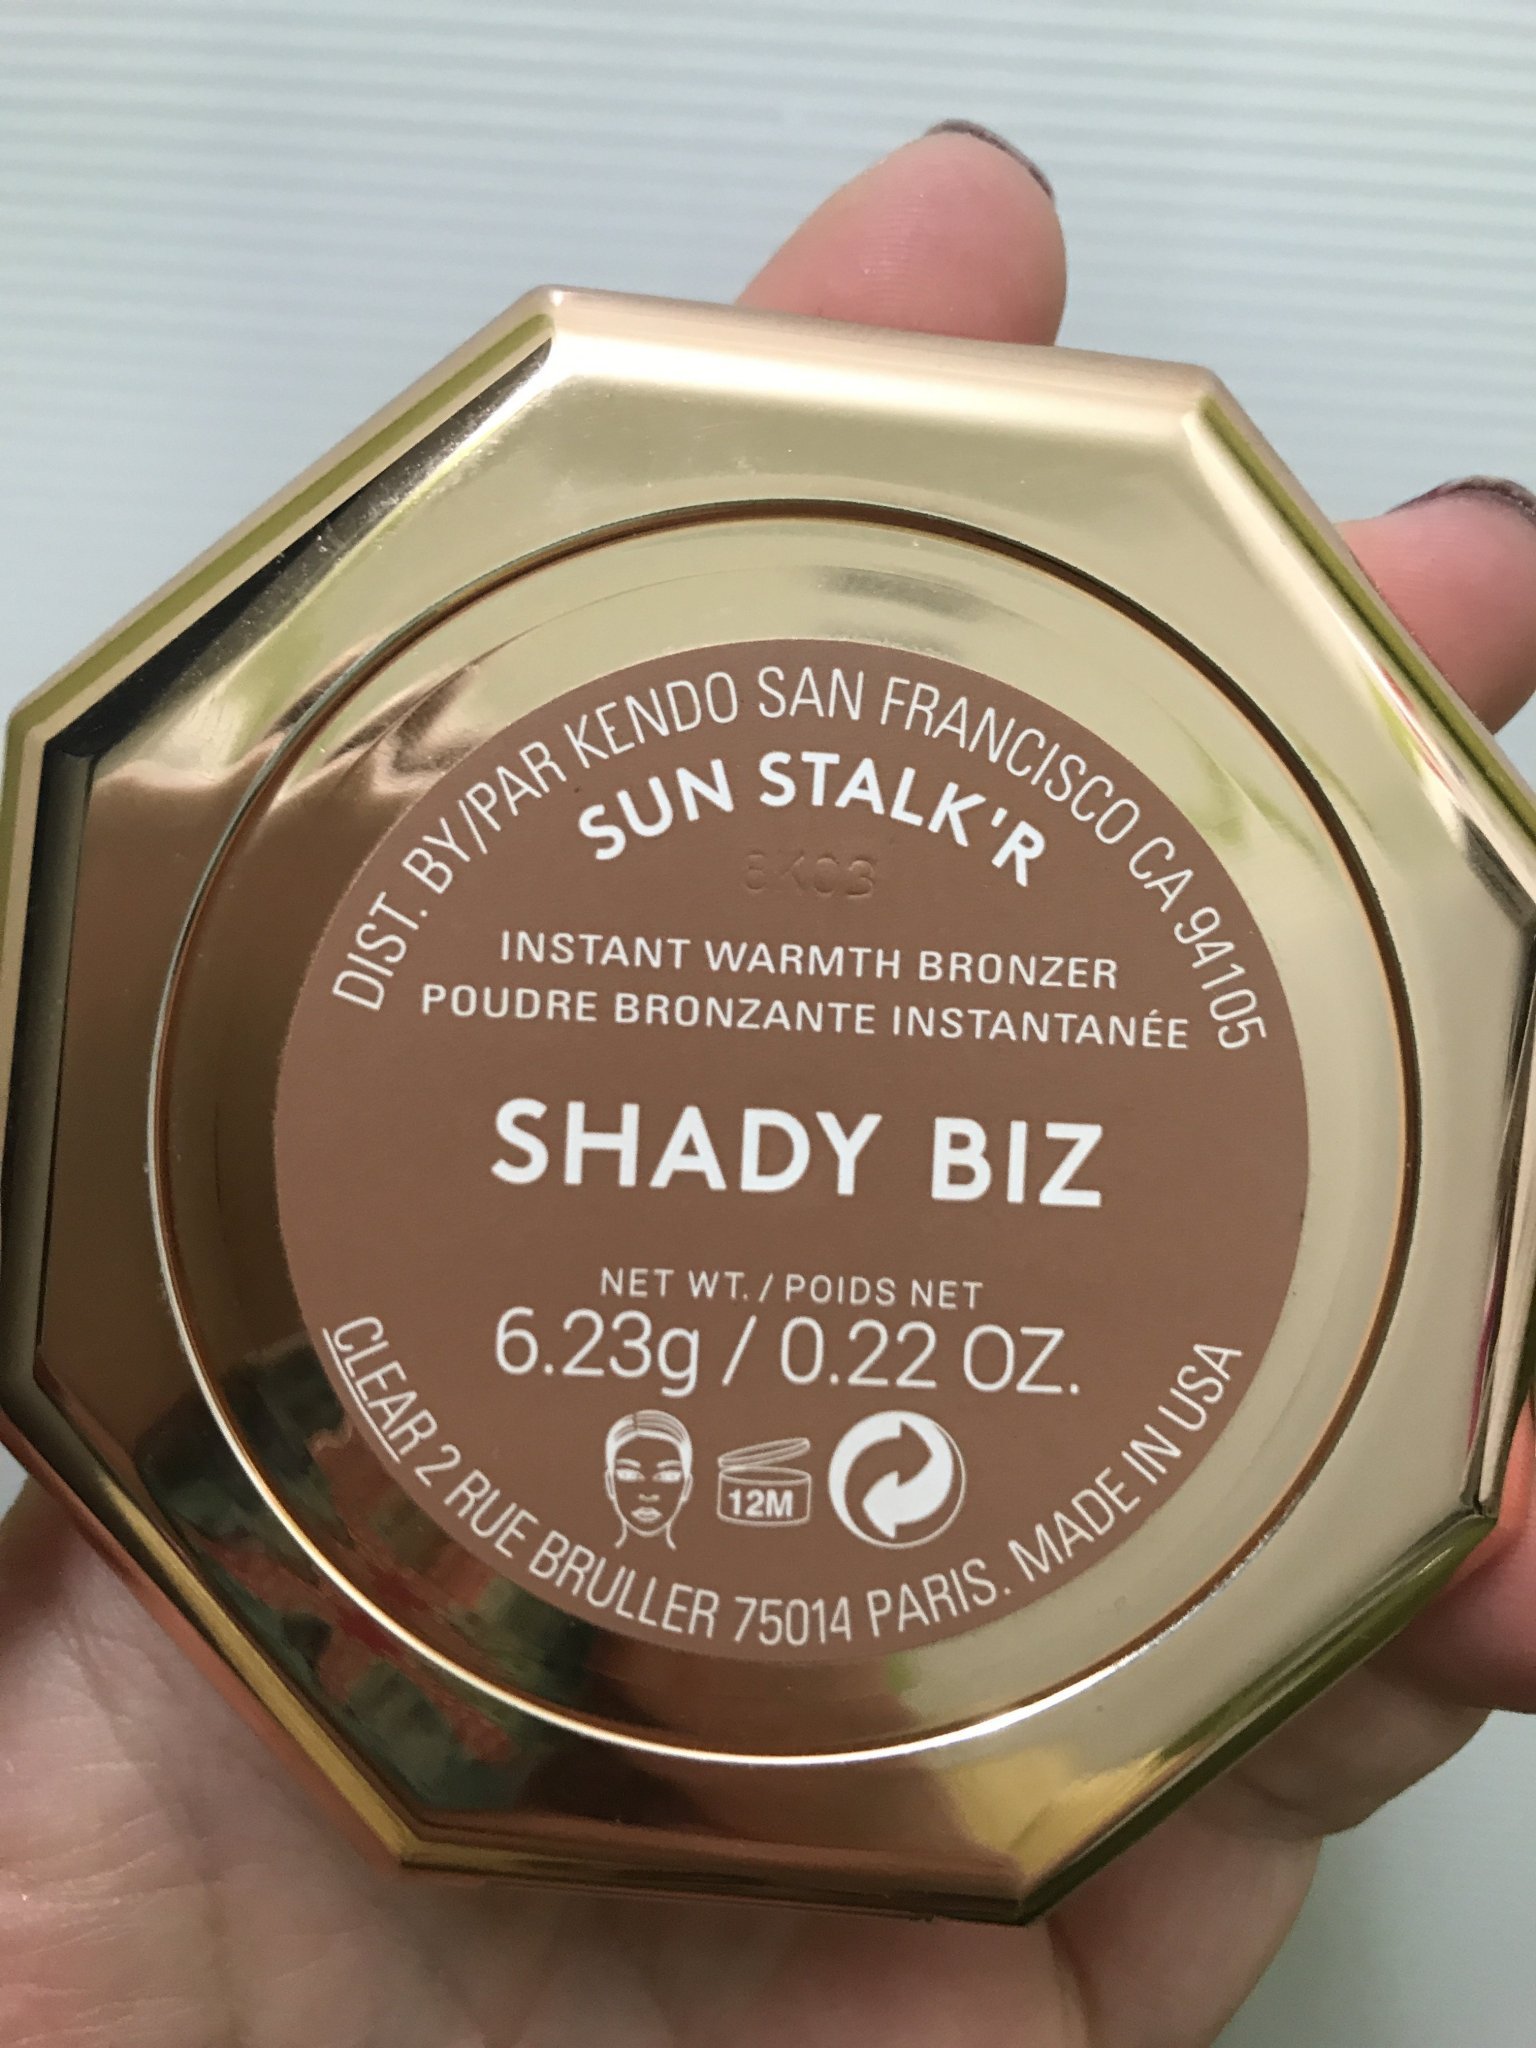 DIST. BY/PAR KENDO SAN FRANCISCO CA 94105
SUN STALK'R
8K03
INSTANT WARMTH BRONZER
POUDRE BRONZANTE INSTANTANÉE
SHADY BIZ
NET WT. / POIDS NET
6.23g / 0.22 OZ.
12M
CLEAR 2 RUE BRULLER 75014 PARIS. MADE IN USA